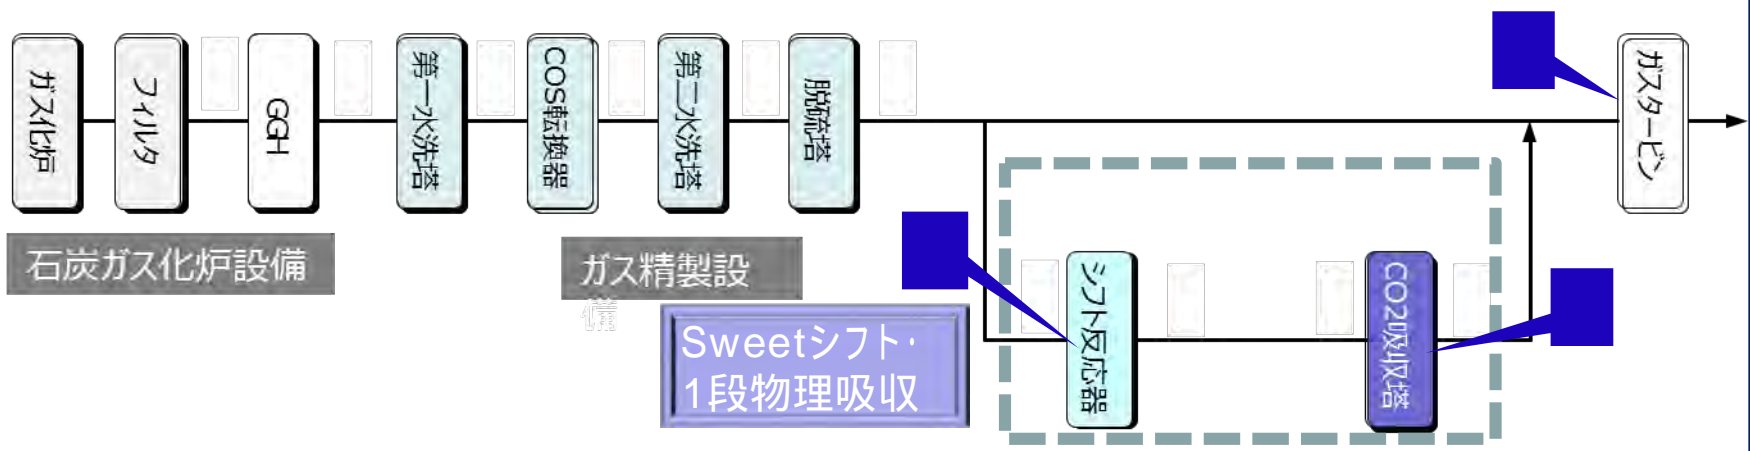 ガス化炉
フィルタ
GGH
第一水洗塔
COS転換器
第二水洗塔
脱硫塔
ガスタービン
石炭ガス化炉設備
ガス精製設
備
Sweetシフト・
1段物理吸収
シフト反応器
CO2吸収塔